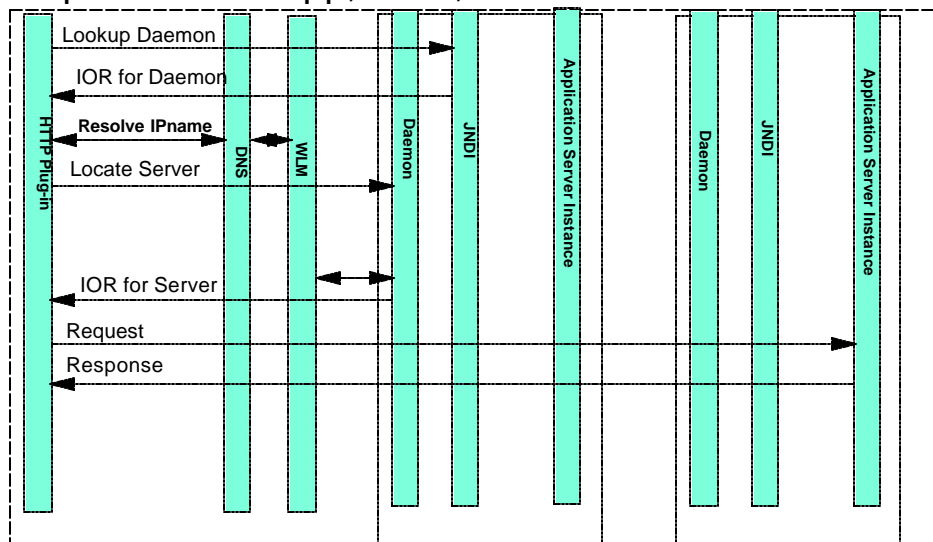 Lookup Daemon
IOR for Daemon
Resolve IPname
Locate Server
IOR for Server
Request
Response
HTTP Plug-in
DNS
WLM
Daemon
JNDI
Application Server Instance
Daemon
JNDI
Application Server Instance